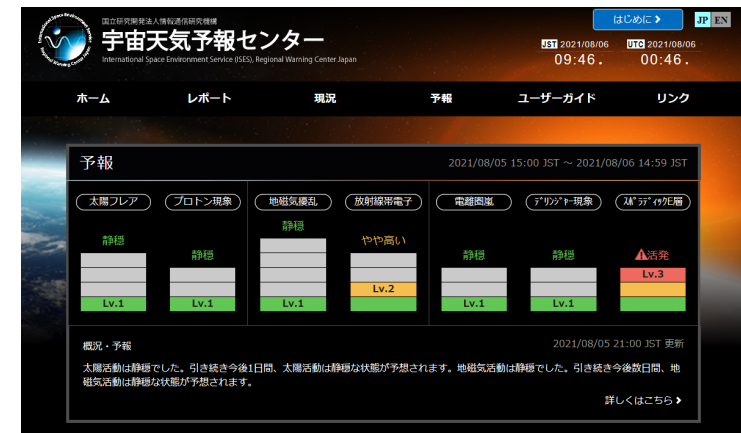 国立研究開発法人情報通信研究機構
宇宙天気予報センター
International Space Environment Service (ISES), Regional Warning Center Japan
はじめに
JP EN
JST 2021/08/06 UTC 2021/08/06
09:46. 00:46.
ホーム レポート 現況 予報 ユーザーガイド リンク
予報 2021/08/05 15:00 JST ～ 2021/08/06 14:59 JST
太陽フレア プロトン現象 地磁気擾乱 放射線帯電子 電離圏嵐 ﾃﾞﾘﾝｼﾞｬｰ現象 ｽﾎﾟﾗﾃﾞｨｯｸE層
静穏 静穏 静穏 やや高い 静穏 静穏 活発
Lv.1 Lv.1 Lv.1 Lv.2 Lv.1 Lv.1 Lv.3
概況・予報 2021/08/05 21:00 JST 更新
太陽活動は静穏でした。引き続き今後1日間、太陽活動は静穏な状態が予想されます。地磁気活動は静穏でした。引き続き今後数日間、地
磁気活動は静穏な状態が予想されます。
詳しくはこちら